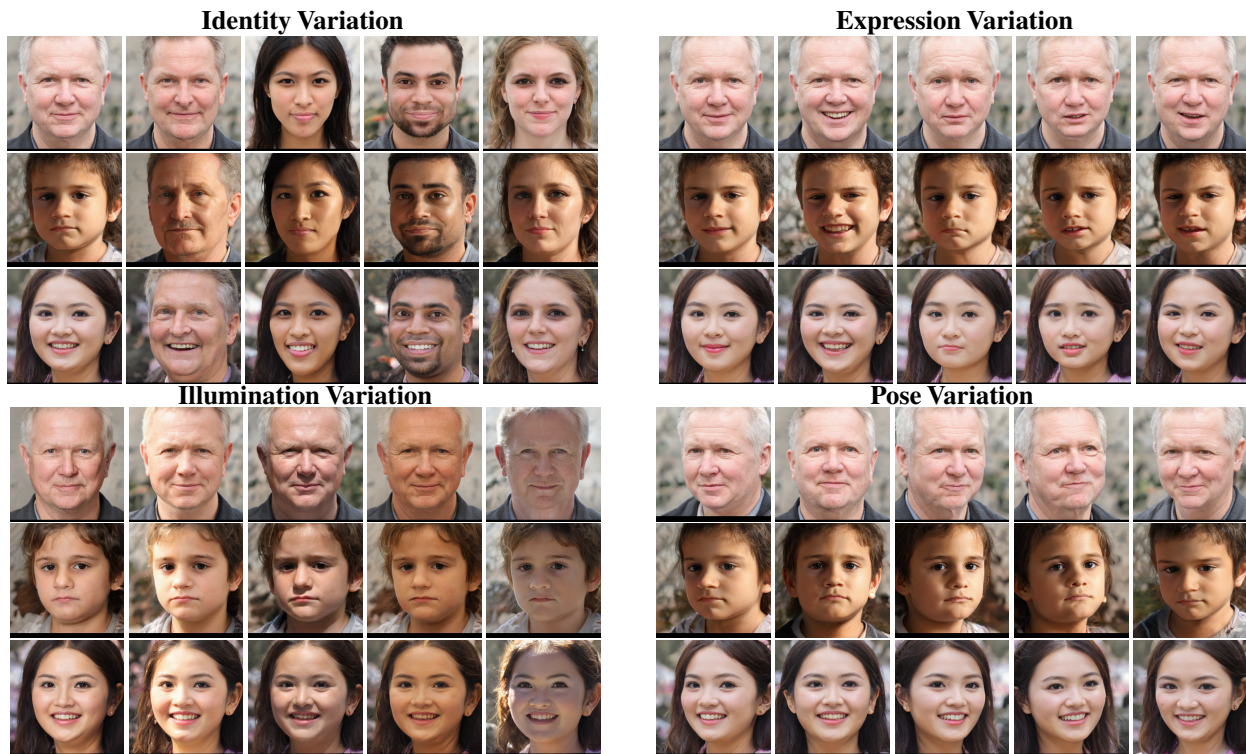 Identity Variation
Expression Variation
Illumination Variation
Pose Variation